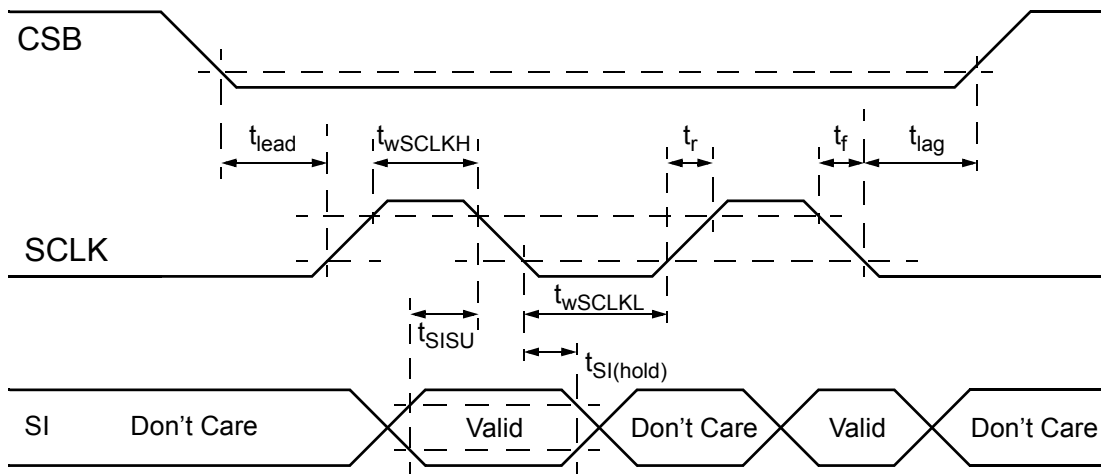 CSB
tlead
twSCLKH
tr
tf
tlag
SCLK
twSCLKL
tSISU
tSI(hold)
SI Don't Care Valid Don't Care Valid Don't Care